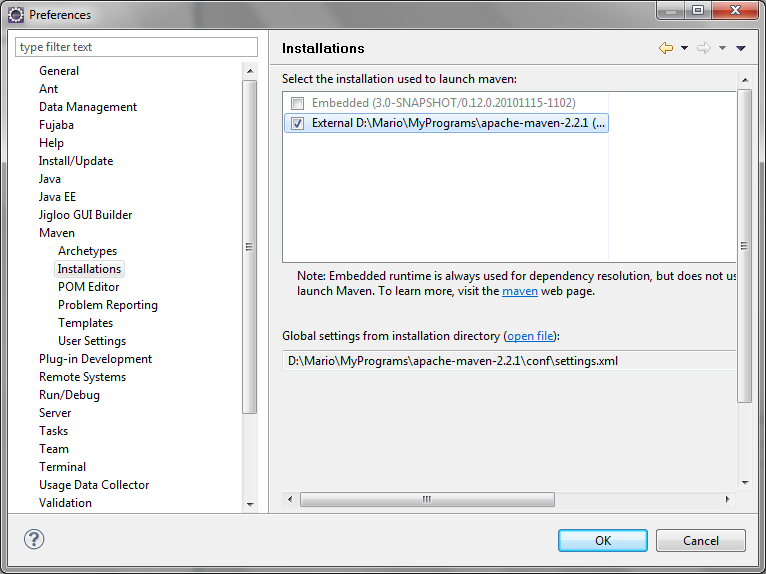 Preferences
type filter text
General
Ant
Data Management
Fujaba
Help
Install/Update
Java
Java EE
Jigloo GUI Builder
Maven
Archetypes
Installations
POM Editor
Problem Reporting
Templates
User Settings
Plug-in Development
Remote Systems
Run/Debug
Server
Tasks
Team
Terminal
Usage Data Collector
Validation
Installations
Select the installation used to launch maven:
Embedded (3.0-SNAPSHOT/0.12.0.20101115-1102)
External D:\Mario\MyPrograms\apache-maven-2.2.1 (...
Note: Embedded runtime is always used for dependency resolution, but does not us
launch Maven. To learn more, visit the maven web page.
Global settings from installation directory (open file):
D:\Mario\MyPrograms\apache-maven-2.2.1\conf\settings.xml
?
OK
Cancel